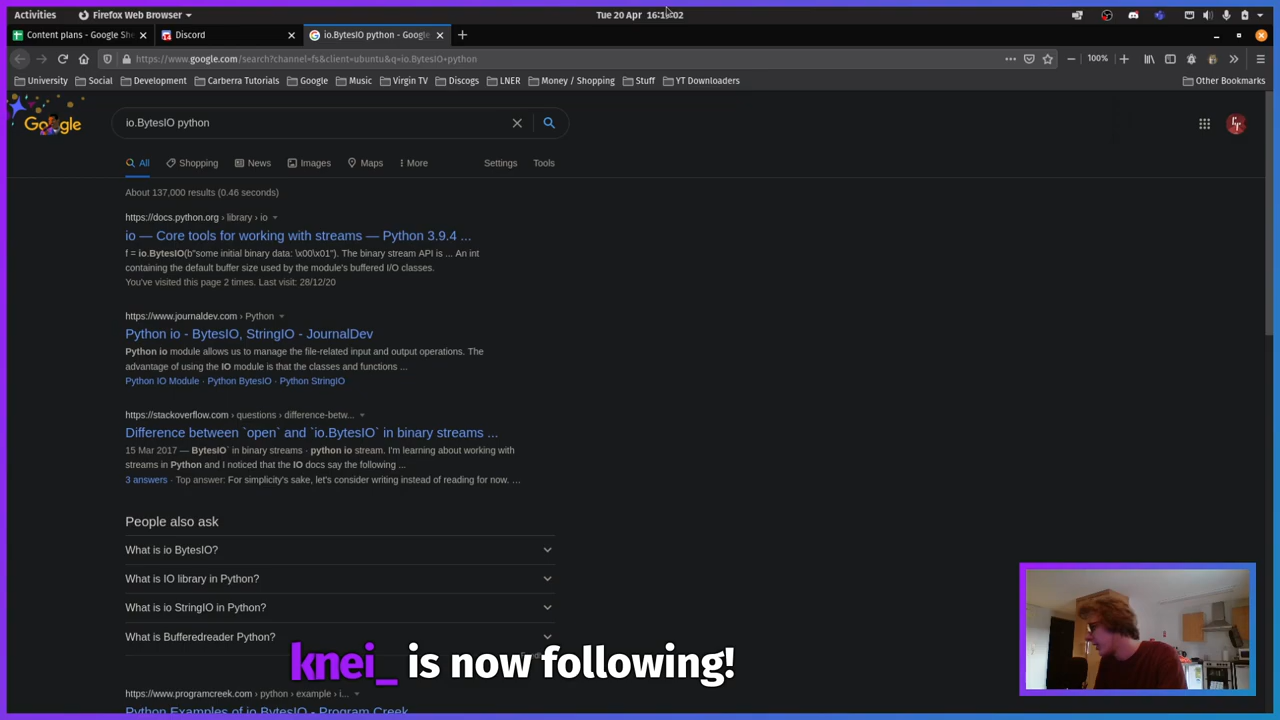 Activities
Firefox Web Browser
Tue 20 Apr 16:19:02
Content plans - Google She
Discord
io.BytesIO python - Google
https://www.google.com/search?channel=fs&client=ubuntu&q=io.BytesIO+python
100%
University
Social
Development
Carberra Tutorials
Google
Music
Virgin TV
Discogs
LNER
Money / Shopping
Stuff
YT Downloaders
Other Bookmarks
Google
io.BytesIO python
All
Shopping
News
Images
Maps
More
Settings
Tools
About 137,000 results (0.46 seconds)
https://docs.python.org › library › io
io — Core tools for working with streams — Python 3.9.4 ...
f = io.BytesIO(b"some initial binary data: \x00\x01"). The binary stream API is ... An int
containing the default buffer size used by the module's buffered I/O classes.
You've visited this page 2 times. Last visit: 28/12/20
https://www.journaldev.com › Python
Python io - BytesIO, StringIO - JournalDev
Python io module allows us to manage the file-related input and output operations. The
advantage of using the IO module is that the classes and functions ...
Python IO Module · Python BytesIO · Python StringIO
https://stackoverflow.com › questions › difference-betw...
Difference between `open` and `io.BytesIO` in binary streams ...
15 Mar 2017 — BytesIO` in binary streams · python io stream. I'm learning about working with
streams in Python and I noticed that the IO docs say the following ...
3 answers · Top answer: For simplicity's sake, let's consider writing instead of reading for now. ...
People also ask
What is io BytesIO?
What is IO library in Python?
What is io StringIO in Python?
What is Bufferedreader Python?
knei_ is now following!
https://www.programcreek.com › python › example › i...
Python Examples of io.BytesIO - Program Creek